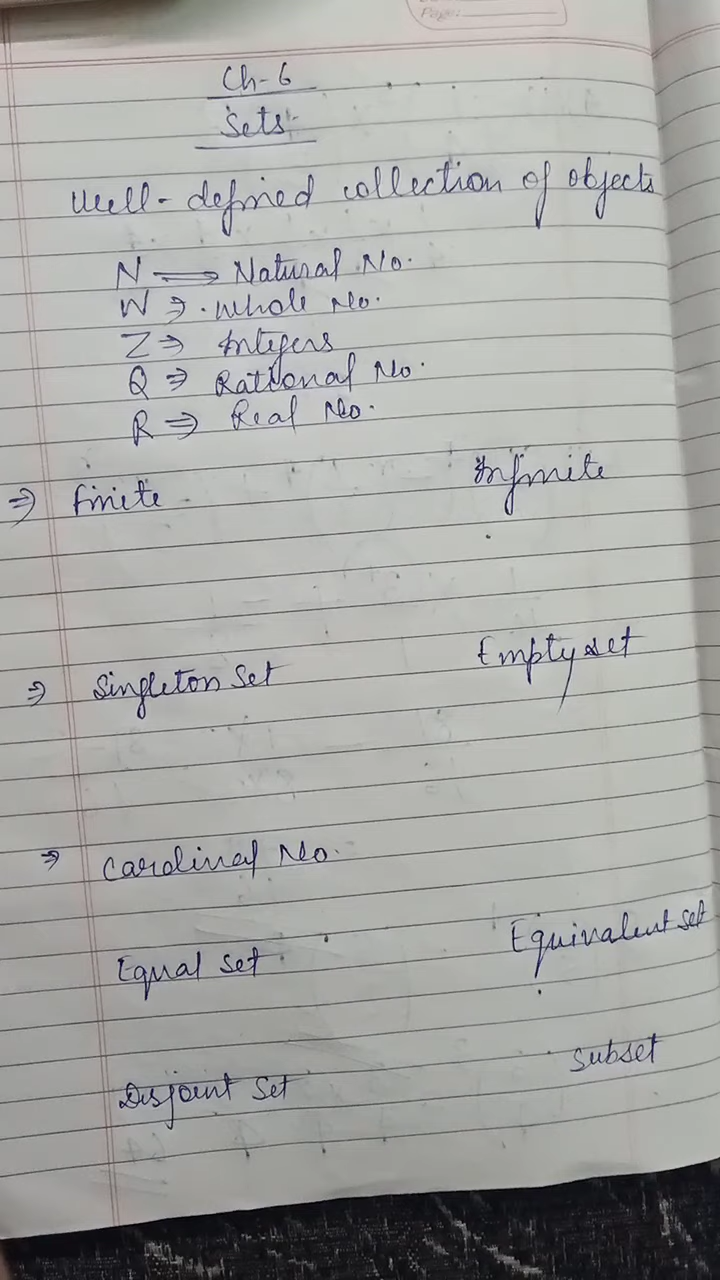 Page:
Ch-6
Sets:-
Well-defined collection of objects
N ⟹ Natural No.
W ⇒ Whole No.
Z ⇒ Integers
Q ⇒ Rational No.
R ⇒ Real No.
⇒ Finite Infinite
⇒ Singleton Set Empty set
⇒ Cardinal No.
Equal Set Equivalent Set
Disjoint Set Subset